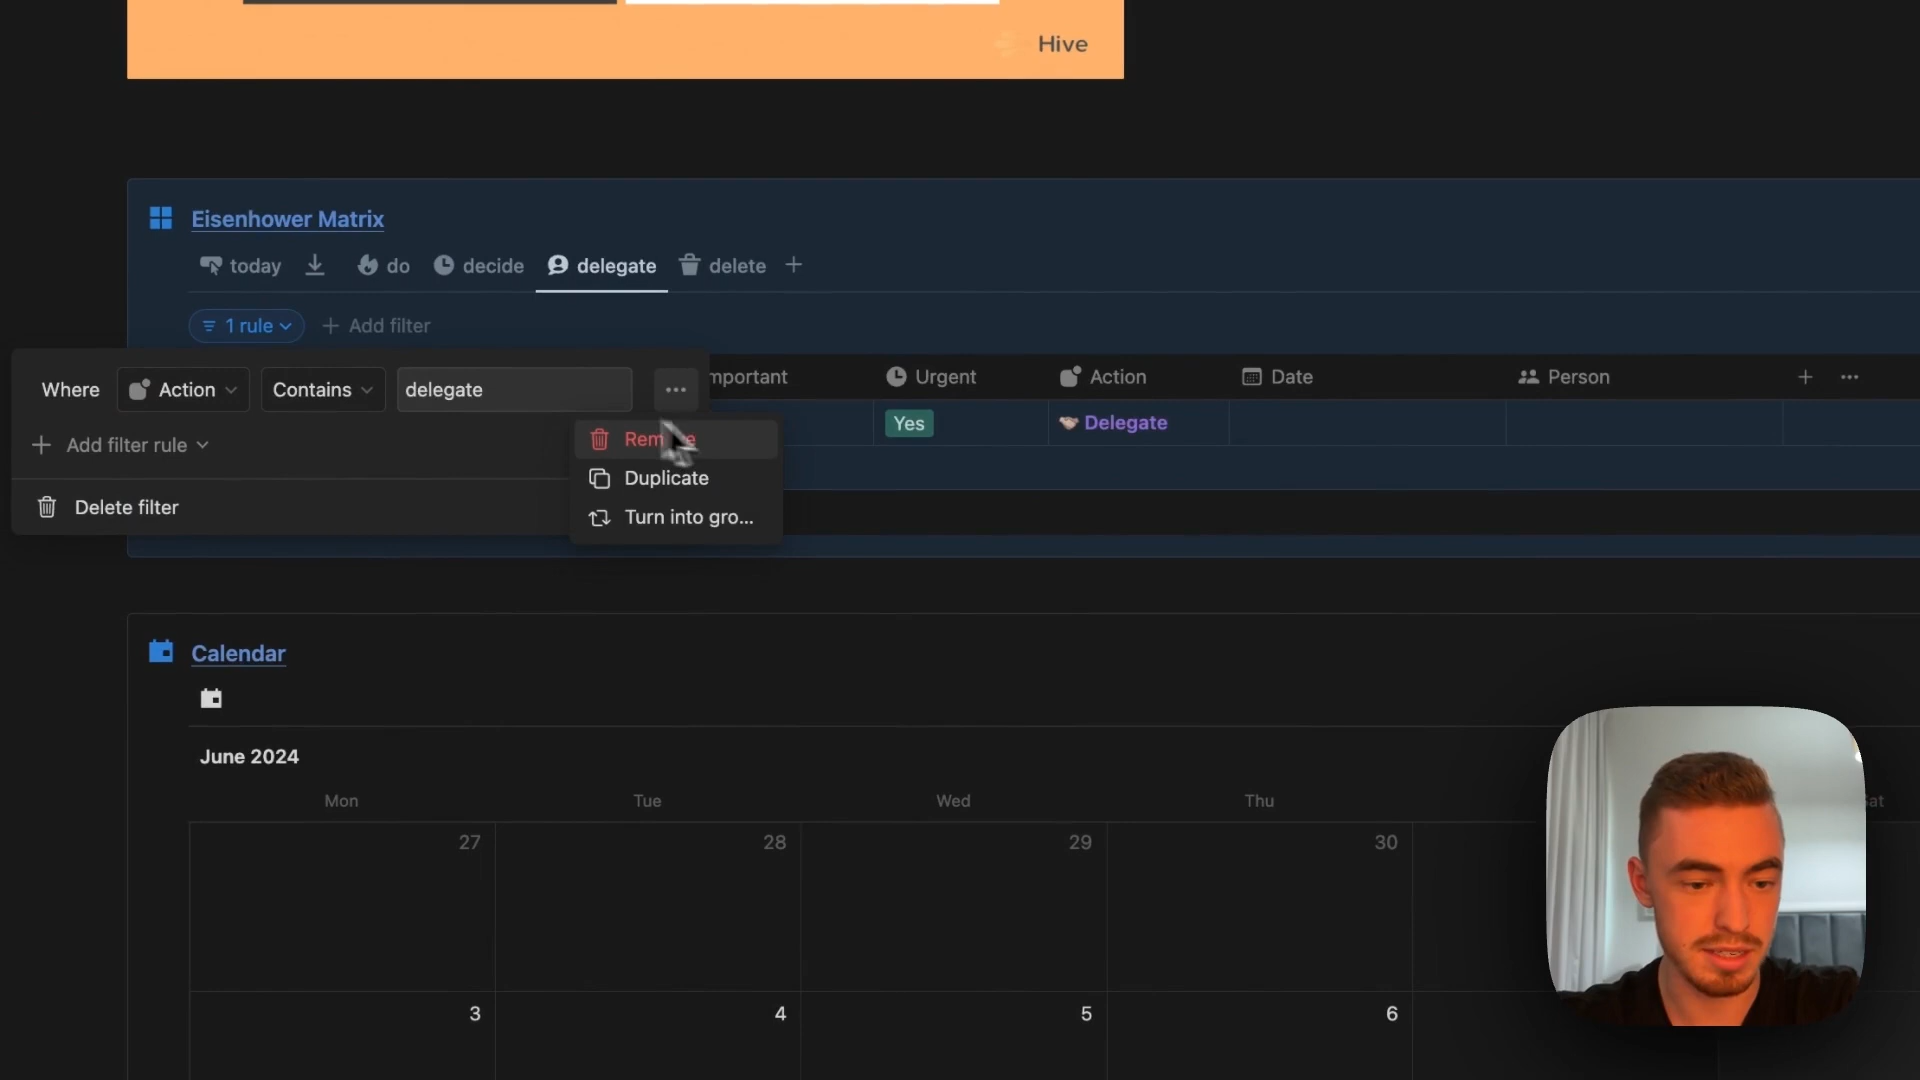 Hive
Eisenhower Matrix
today do decide delegate delete
1 rule Add filter
Where Action Contains delegate
mportant Urgent Action Date Person
Yes Delegate
Add filter rule
Duplicate
Delete filter
Turn into gro...
Calendar
June 2024
Mon Tue Wed Thu
27 28 29 30
3 4 5 6